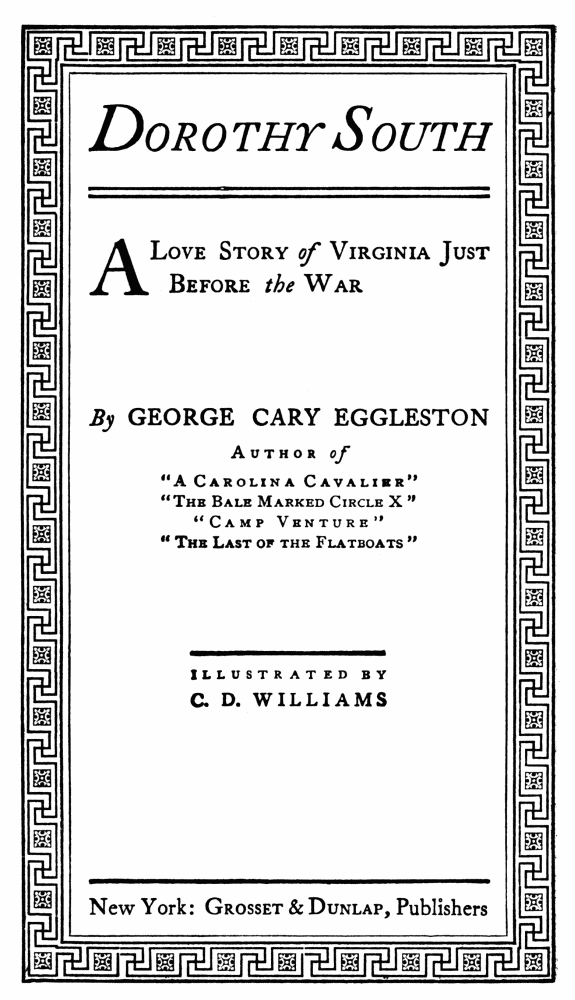 DOROTHY SOUTH
A LOVE STORY of VIRGINIA JUST
BEFORE the WAR
By GEORGE CARY EGGLESTON
AUTHOR of
"A CAROLINA CAVALIER"
"THE BALE MARKED CIRCLE X"
"CAMP VENTURE"
"THE LAST OF THE FLATBOATS"
ILLUSTRATED BY
C. D. WILLIAMS
New York: GROSSET & DUNLAP, Publishers